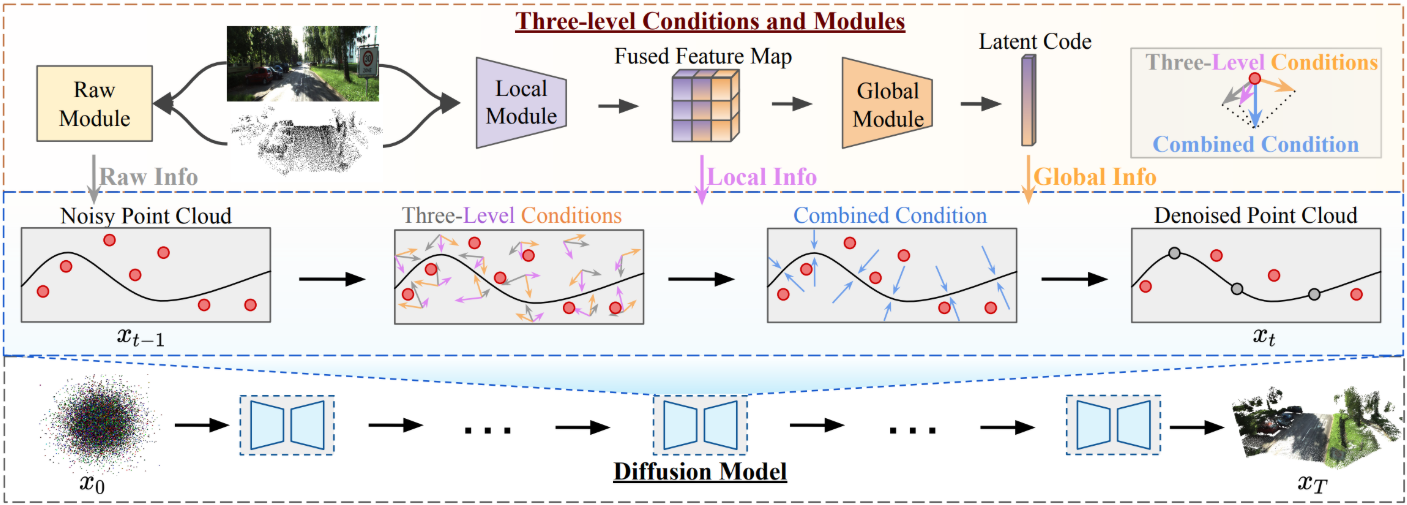 Three-level Conditions and Modules
Raw
Module
Local
Module
Fused Feature Map
Global
Module
Latent Code
Three-Level Conditions
Combined Condition
Raw Info
Local Info
Global Info
Noisy Point Cloud
Three-Level Conditions
Combined Condition
Denoised Point Cloud
x_{t-1}
x_t
...
...
Diffusion Model
x_0
x_T